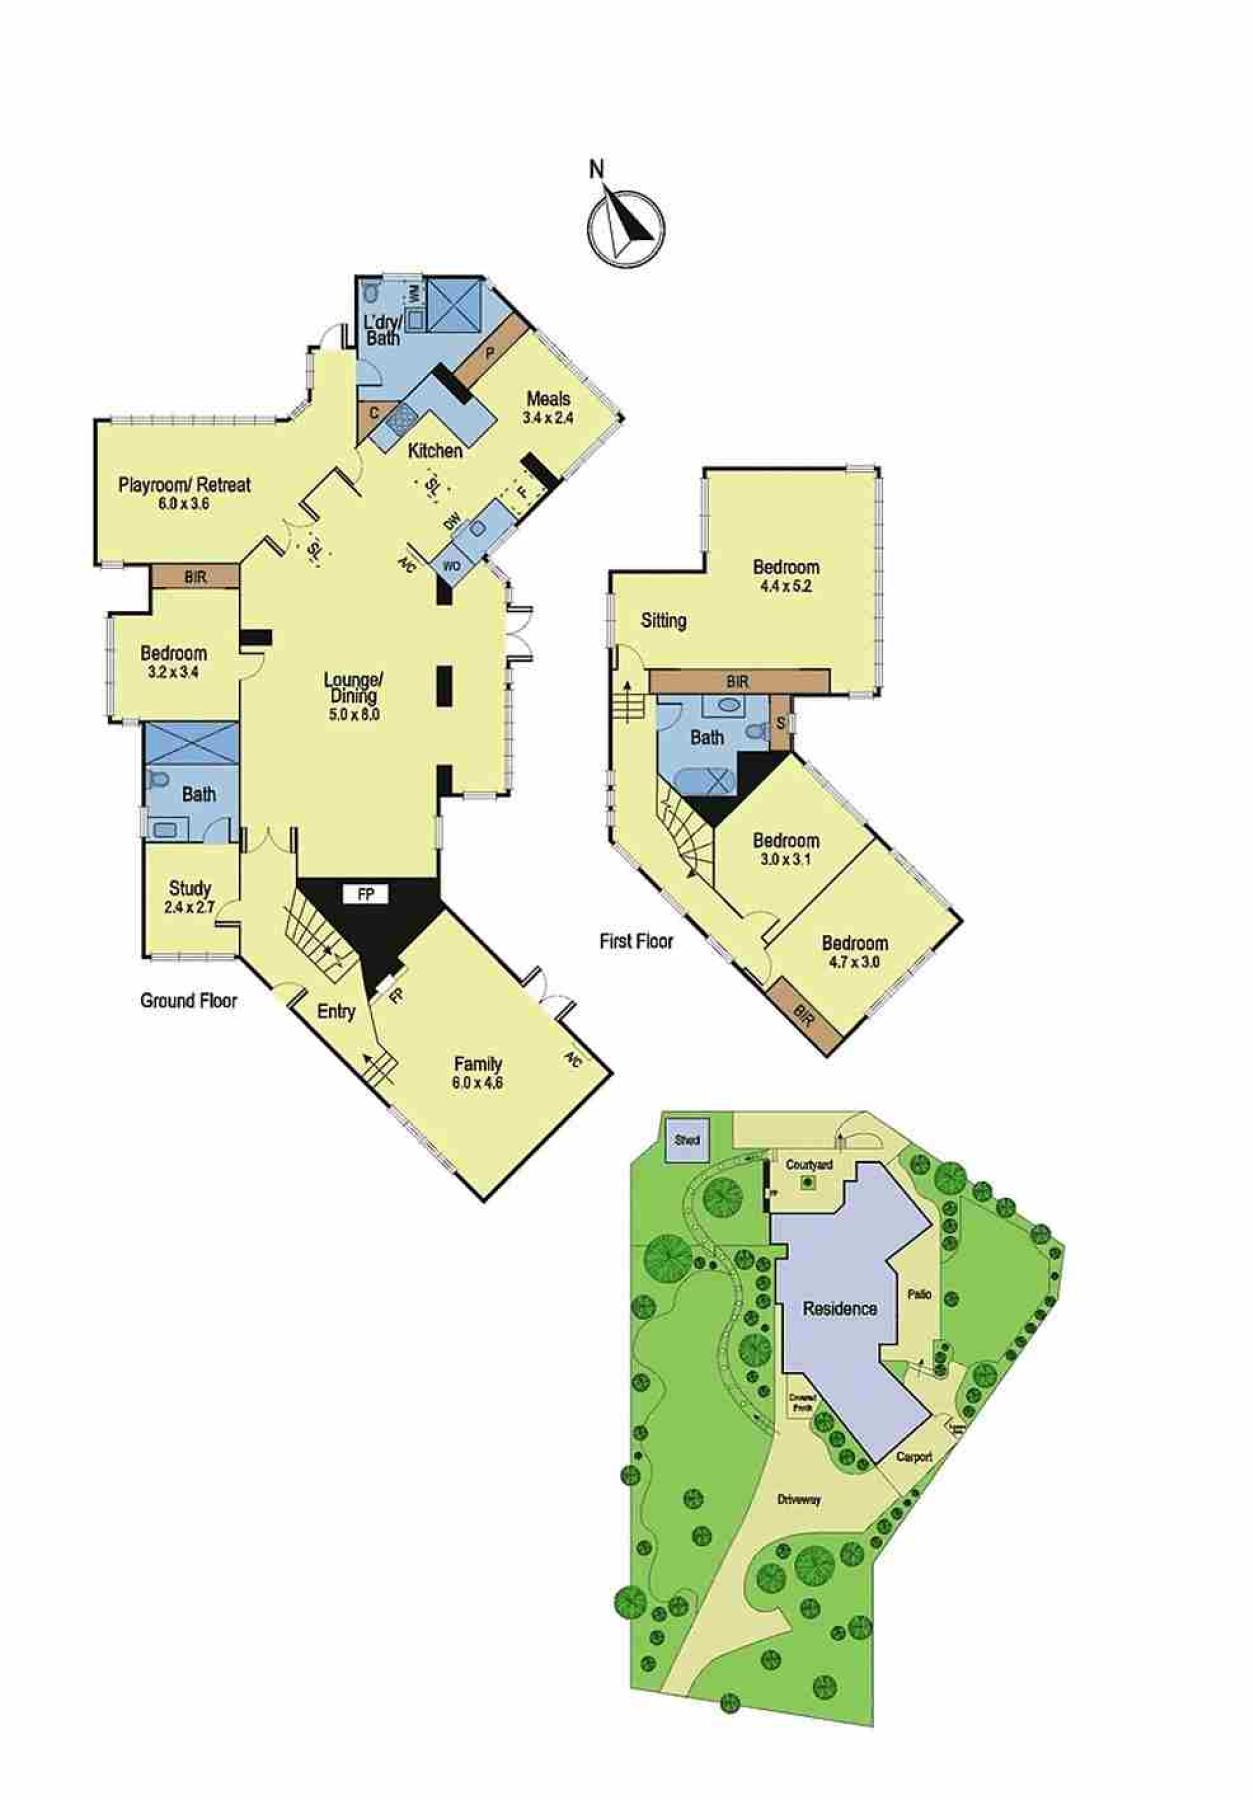 N
WM
L'dry/
Bath
P
Meals
3.4 x 2.4
C
Kitchen
SL
F
DW
WO
A/C
Playroom/ Retreat
6.0 x 3.6
SL
BIR
Bedroom
3.2 x 3.4
Lounge/
Dining
5.0 x 8.0
Bath
Study
2.4 x 2.7
FP
FP
Entry
Family
6.0 x 4.6
A/C
Ground Floor
Bedroom
4.4 x 5.2
Sitting
BIR
Bath
S
Bedroom
3.0 x 3.1
Bedroom
4.7 x 3.0
BIR
First Floor
Shed
Courtyard
FP
Residence
Patio
Covered
Porch
Carport
Driveway